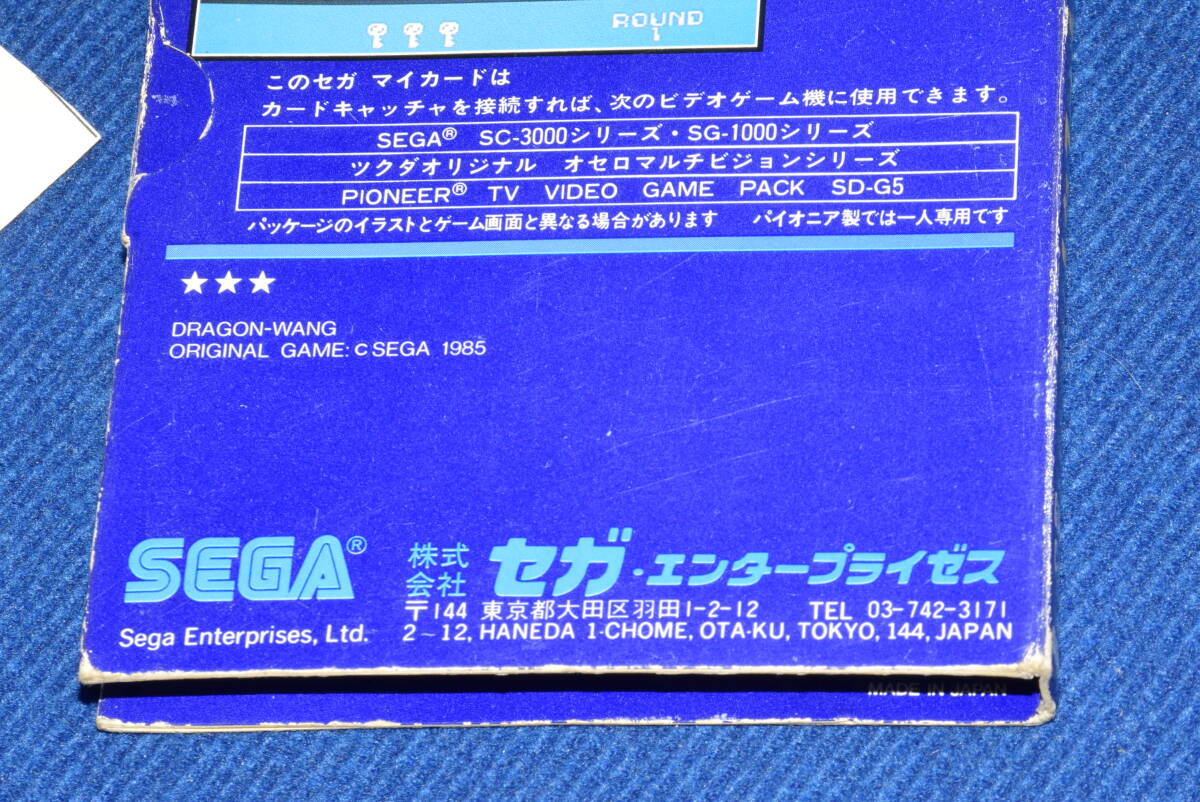 ROUND
1
このセガ マイカードは
カードキャッチャを接続すれば、次のビデオゲーム機に使用できます。
SEGA® SC-3000シリーズ・SG-1000シリーズ
ツクダオリジナル オセロマルチビジョンシリーズ
PIONEER® TV VIDEO GAME PACK SD-G5
パッケージのイラストとゲーム画面と異なる場合があります パイオニア製では一人専用です
★★★
DRAGON-WANG
ORIGINAL GAME: C SEGA 1985
SEGA® 株式会社 セガ・エンタープライゼス
〒144 東京都大田区羽田1-2-12 TEL 03-742-3171
Sega Enterprises, Ltd. 2~12, HANEDA 1-CHOME, OTA-KU, TOKYO, 144, JAPAN
MADE IN JAPAN